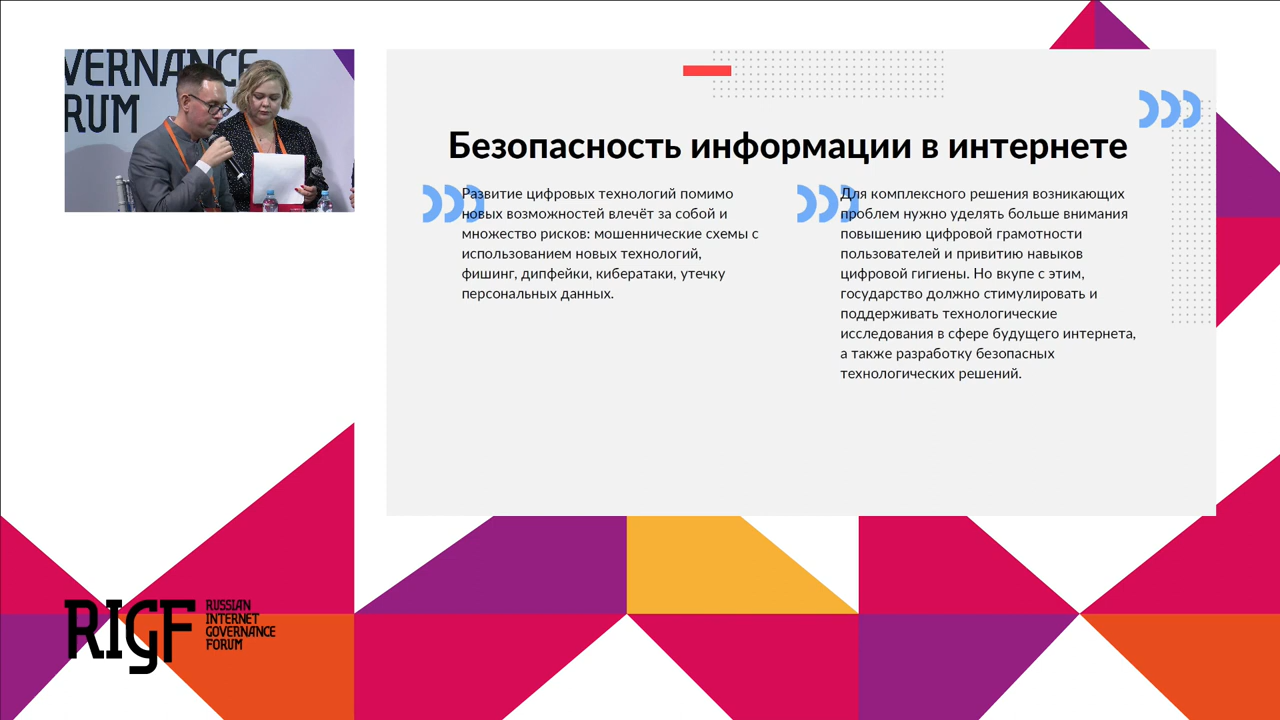 VERNANCE
RUM
Безопасность информации в интернете
Развитие цифровых технологий помимо
новых возможностей влечёт за собой и
множество рисков: мошеннические схемы с
использованием новых технологий,
фишинг, дипфейки, кибератаки, утечку
персональных данных.
Для комплексного решения возникающих
проблем нужно уделять больше внимания
повышению цифровой грамотности
пользователей и привитию навыков
цифровой гигиены. Но вкупе с этим,
государство должно стимулировать и
поддерживать технологические
исследования в сфере будущего интернета,
а также разработку безопасных
технологических решений.
RIGF
RUSSIAN
INTERNET
GOVERNANCE
FORUM